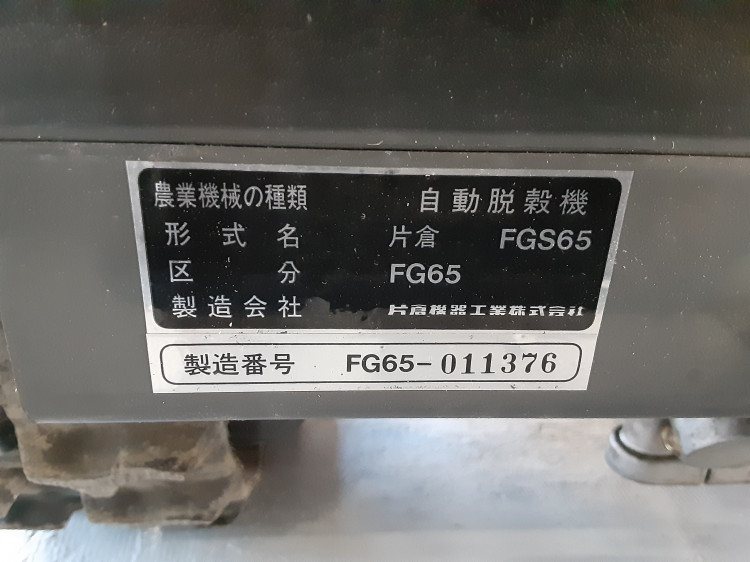 農業機械の種類 自動脱穀機
形式名 片倉 FGS65
区分 FG65
製造会社 片倉機器工業株式会社
製造番号 FG65-011376